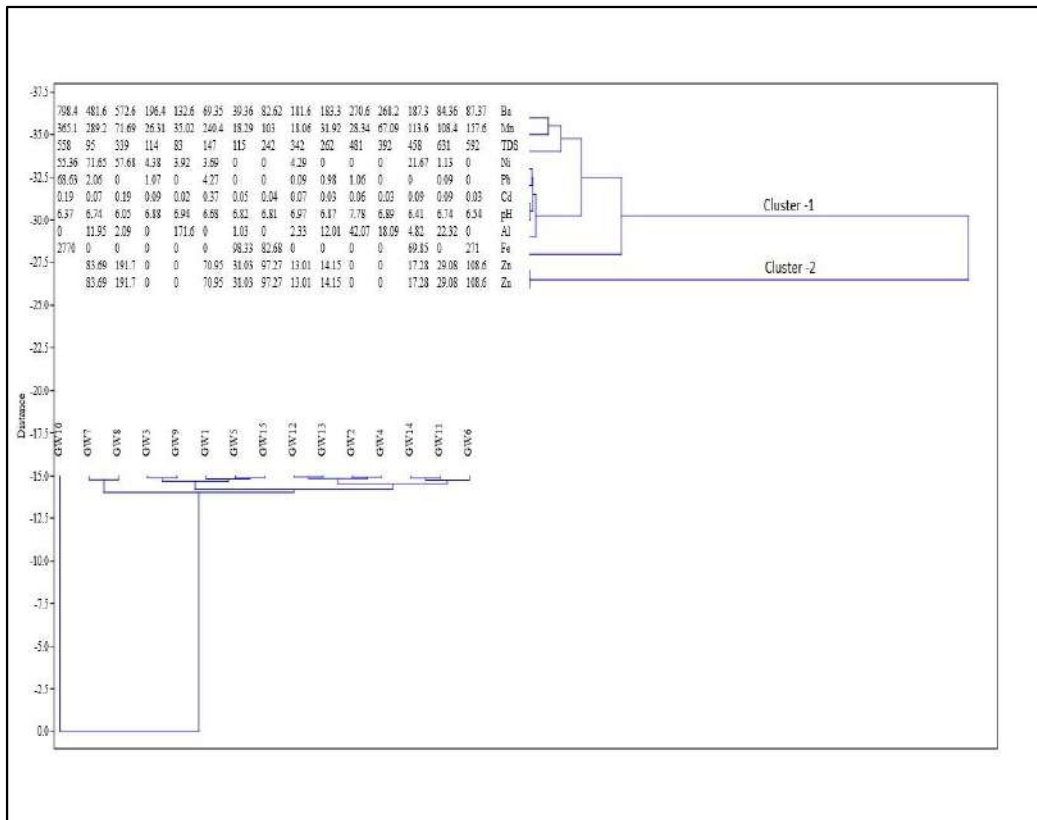 -37.5
798.4 481.6 572.6 196.4 132.6 69.35 39.36 82.62 181.6 183.3 270.6 268.2 187.3 84.36 87.37 Ba
-35.0 365.1 289.2 71.69 26.31 35.02 240.4 18.29 103 18.06 31.92 28.34 67.09 113.6 108.4 157.6 Mn
558 95 339 114 83 147 115 242 342 262 481 392 458 631 592 TDS
55.36 71.65 57.68 4.38 3.92 3.69 0 0 4.29 0 0 0 21.67 1.13 0 Ni
-32.5 68.63 2.06 0 1.07 0 4.27 0 0 0.09 0.98 1.06 0 0 0.09 0 Pb
0.19 0.07 0.19 0.09 0.02 0.37 0.05 0.04 0.07 0.03 0.06 0.03 0.09 0.09 0.03 Cd
-30.0 6.37 6.74 6.05 6.88 6.94 6.68 6.82 6.81 6.97 6.87 7.78 6.89 6.41 6.74 6.54 pH
Cluster -1
0 11.95 2.09 0 171.6 0 1.03 0 2.33 12.01 42.07 18.09 4.82 22.32 0 Al
2770 0 0 0 0 0 98.33 82.68 0 0 0 0 69.85 0 271 Fe
-27.5 83.69 191.7 0 0 70.95 31.03 97.27 13.01 14.15 0 0 17.28 29.08 108.6 Zn
Cluster -2
83.69 191.7 0 0 70.95 31.03 97.27 13.01 14.15 0 0 17.28 29.08 108.6 Zn
-25.0
-22.5
-20.0
Distance
-17.5
GW10 GW7 GW8 GW3 GW9 GW1 GW5 GW15 GW12 GW13 GW2 GW4 GW14 GW11 GW6
-15.0
-12.5
-10.0
-7.5
-5.0
-2.5
0.0